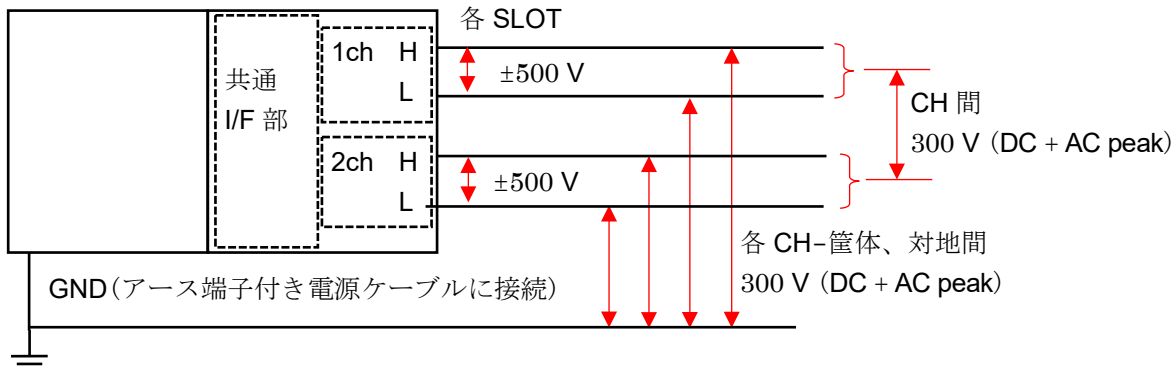 各 SLOT
共通
I/F 部
1ch H
L
±500 V
2ch H
L
±500 V
CH 間
300 V (DC + AC peak)
各 CH−筐体、対地間
300 V (DC + AC peak)
GND(アース端子付き電源ケーブルに接続)